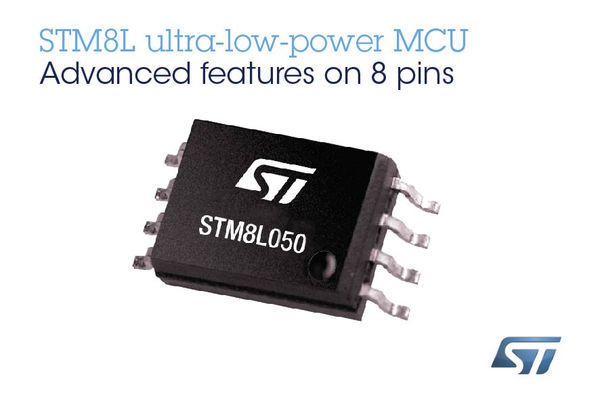 STM8L ultra-low-power MCU
Advanced features on 8 pins
ST
STM8L050
ST